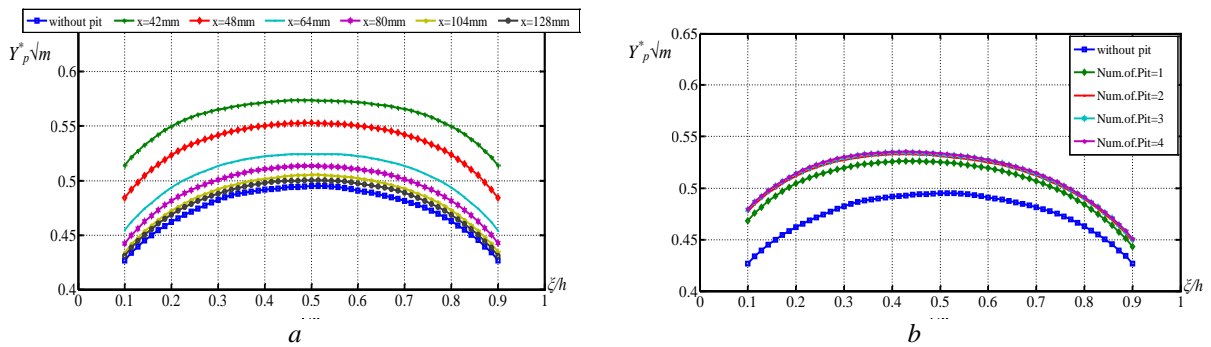 without pit x=42mm x=48mm x=64mm x=80mm x=104mm x=128mm
Y*p√m
0.6
0.55
0.5
0.45
0.4
0.1 0.2 0.3 0.4 0.5 0.6 0.7 0.8 0.9 1
ξ/h
a
0.65
Y*p√m
0.6
0.55
0.5
0.45
0.4
0 0.1 0.2 0.3 0.4 0.5 0.6 0.7 0.8 0.9 1
ξ/h
without pit
Num.of.Pit=1
Num.of.Pit=2
Num.of.Pit=3
Num.of.Pit=4
b